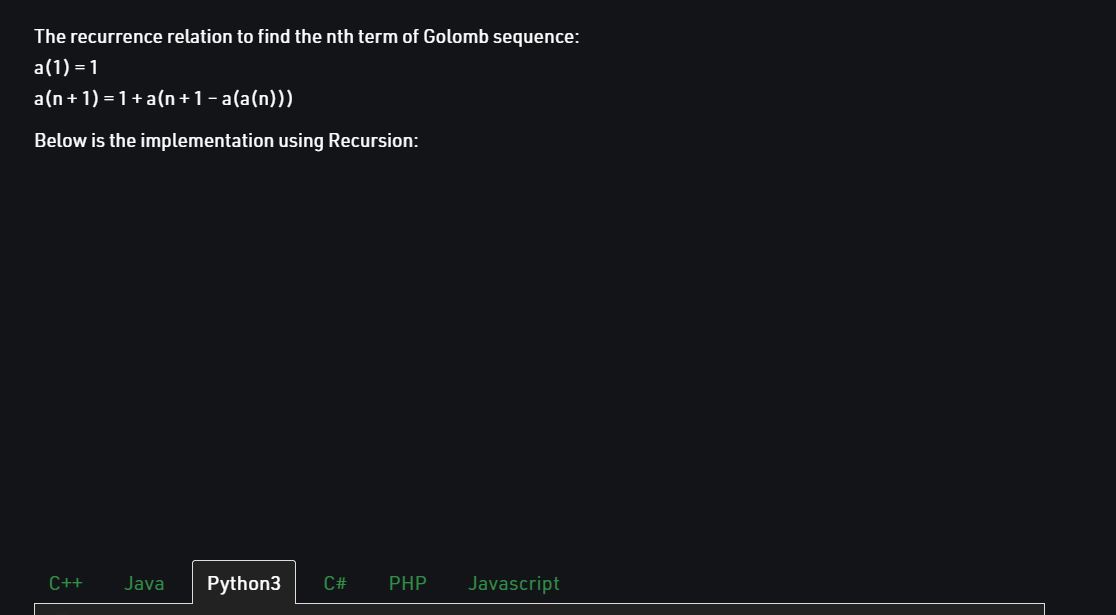 The recurrence relation to find the nth term of Golomb sequence:
a(1) = 1
a(n + 1) = 1 + a(n + 1 – a(a(n)))
Below is the implementation using Recursion:
C++ Java Python3 C# PHP Javascript